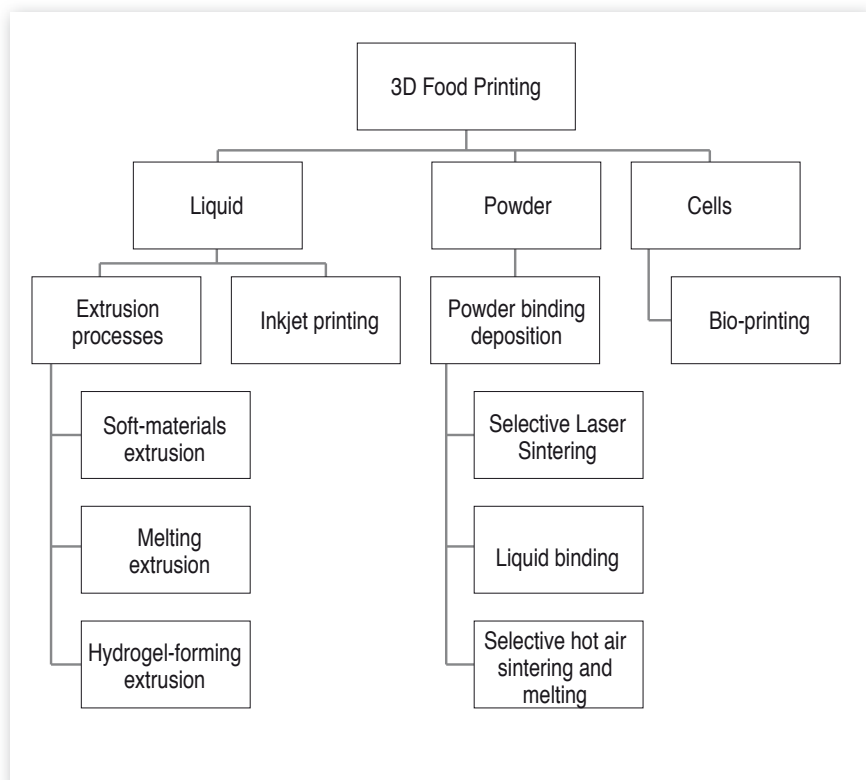 3D Food Printing
Liquid
Powder
Cells
Extrusion
processes
Inkjet printing
Powder binding
deposition
Bio-printing
Soft-materials
extrusion
Selective Laser
Sintering
Melting
extrusion
Liquid binding
Hydrogel-forming
extrusion
Selective hot air
sintering and
melting